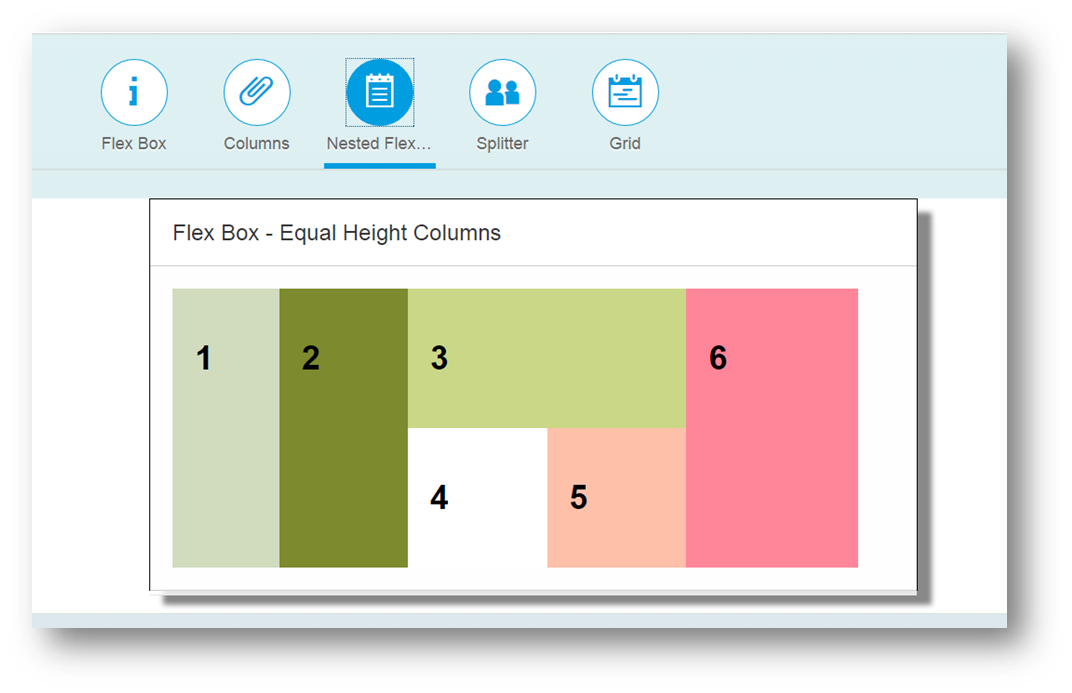 Flex Box Columns Nested Flex... Splitter Grid
Flex Box - Equal Height Columns
1 2 3 6
4 5